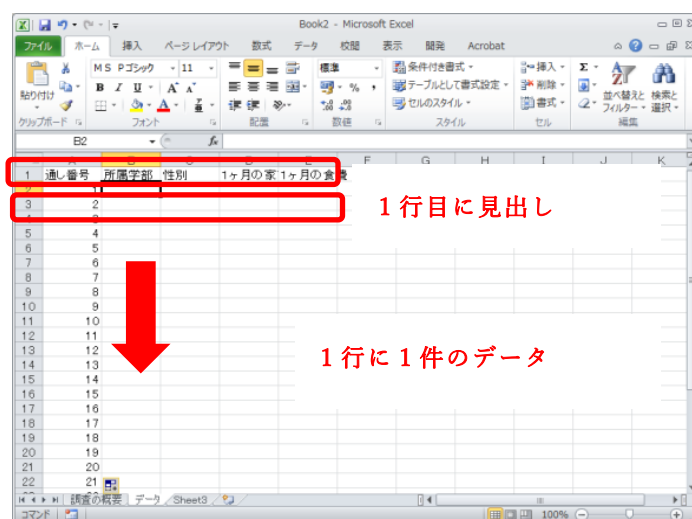 Book2 - Microsoft Excel
ファイル ホーム 挿入 ページ レイアウト 数式 データ 校閲 表示 開発 Acrobat
MS Pゴシック 11 標準 条件付き書式 挿入 Σ
B I U A A % , テーブルとして書式設定 削除
貼り付け A セルのスタイル 書式 並べ替えと フィルター 検索と 選択
クリップボード フォント 配置 数値 スタイル セル 編集
B2 fx
F G H I J K
1 通し番号 所属学部 性別 1ヶ月の家 1ヶ月の食費
1
3 2
5 4
6 5
7 6
8 7
9 8
10 9
11 10
12 11
13 12
14 13
15 14
16 15
17 16
18 17
19 18
20 19
21 20
22 21
１行目に見出し
１行に１件のデータ
調査の概要 データ Sheet3
コマンド 100%